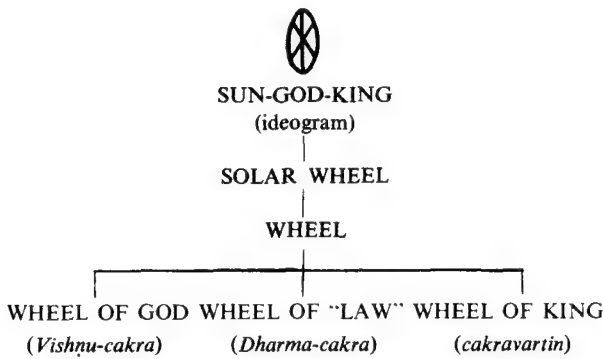 SUN-GOD-KING
(ideogram)
SOLAR WHEEL
WHEEL
WHEEL OF GOD WHEEL OF "LAW" WHEEL OF KING
(Vishṇu-cakra) (Dharma-cakra) (cakravartin)